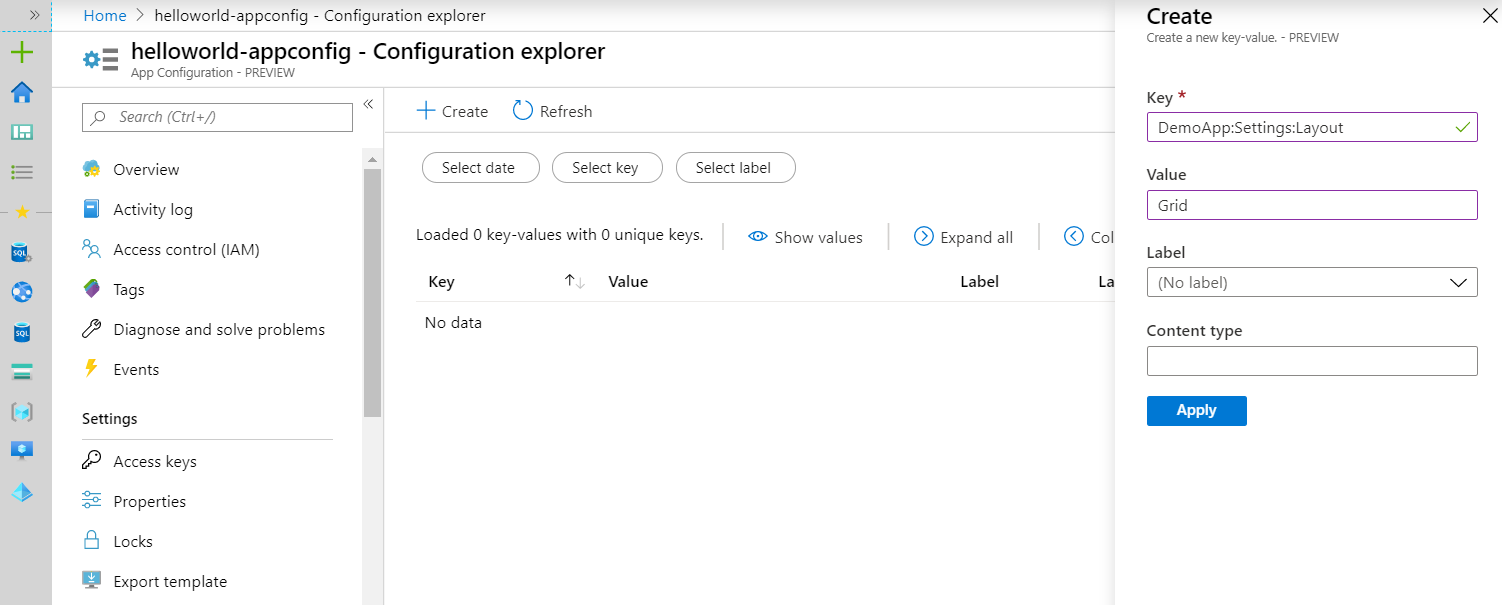 Home > helloworld-appconfig - Configuration explorer
helloworld-appconfig - Configuration explorer
App Configuration - PREVIEW
Search (Ctrl+/)
Overview
Activity log
Access control (IAM)
Tags
Diagnose and solve problems
Events
Settings
Access keys
Properties
Locks
Export template
Create Refresh
Select date Select key Select label
Loaded 0 key-values with 0 unique keys. Show values Expand all Col
Key Value Label La
No data
Create
Create a new key-value. - PREVIEW
Key *
DemoApp:Settings:Layout
Value
Grid
Label
(No label)
Content type
Apply
SQL
SQL